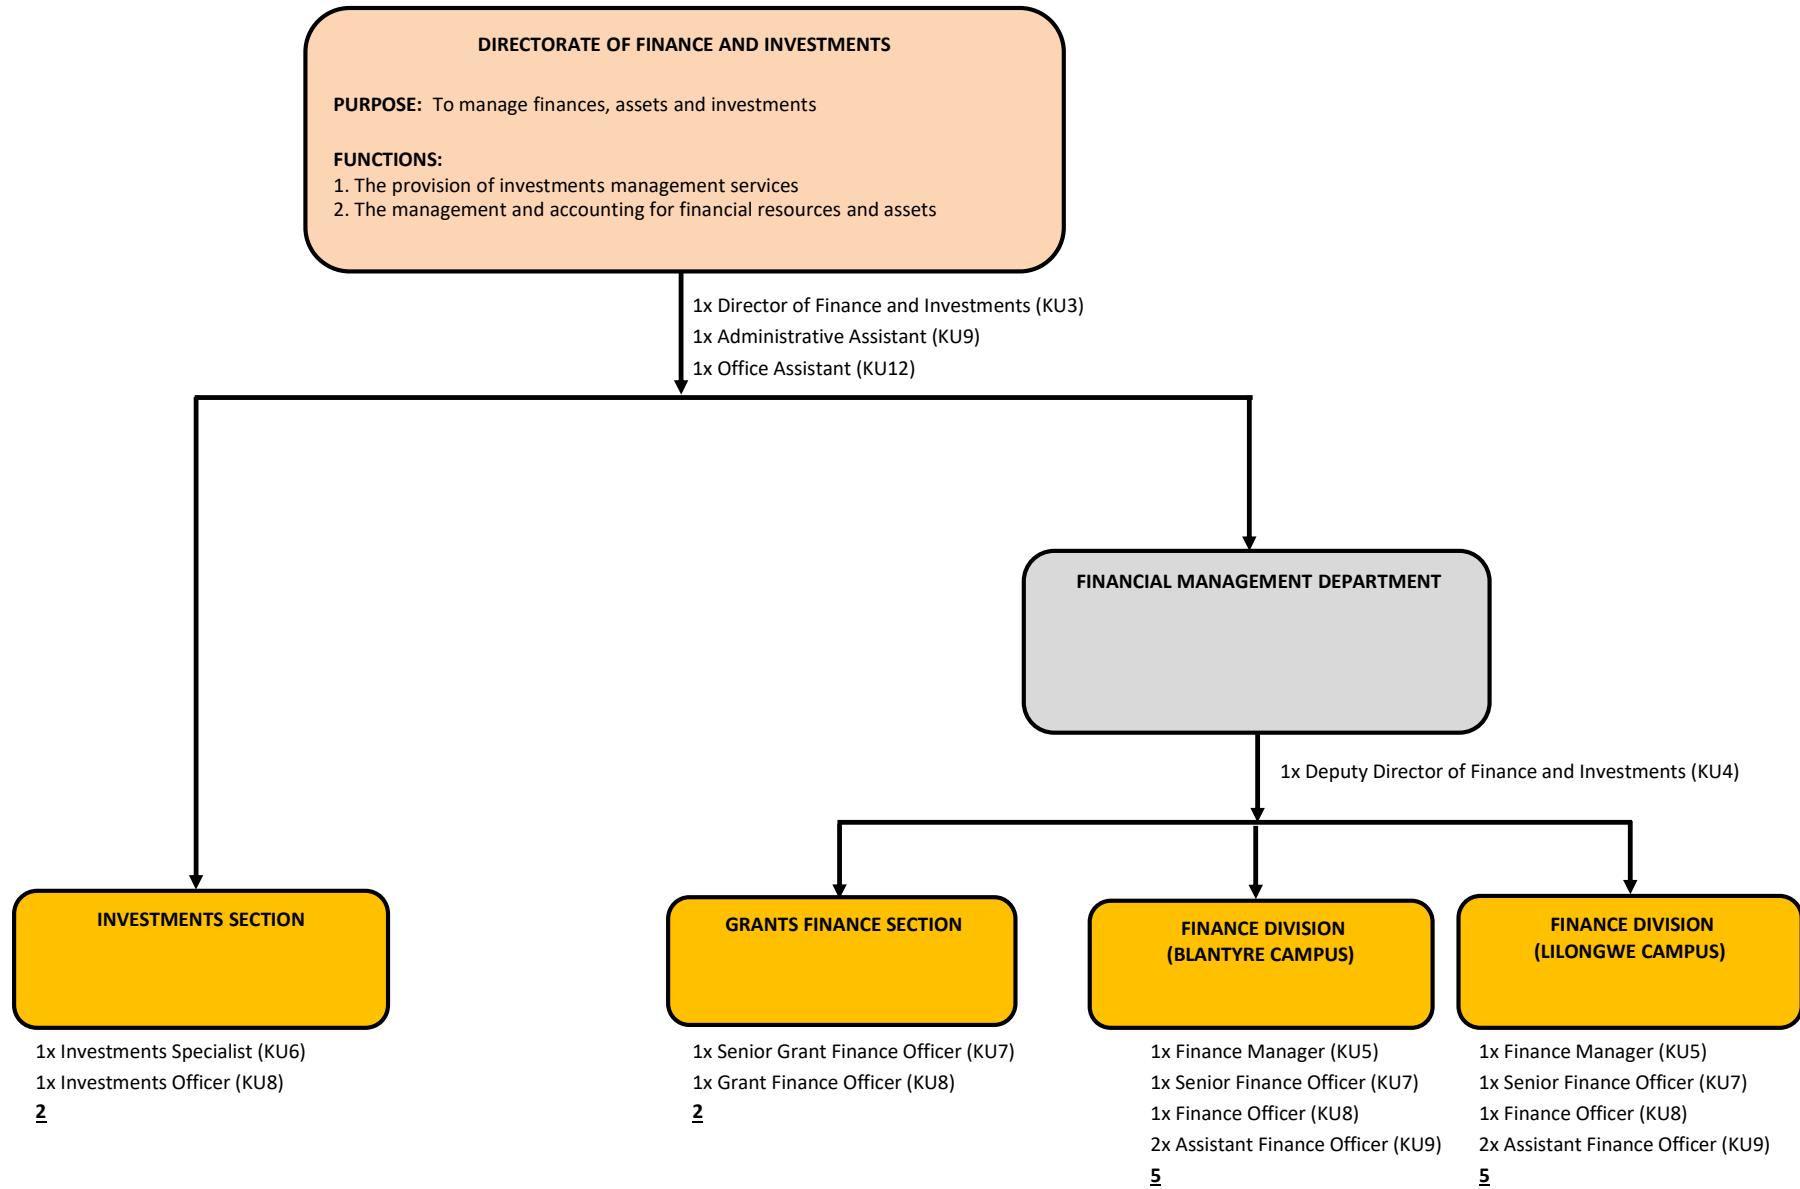 DIRECTORATE OF FINANCE AND INVESTMENTS
PURPOSE: To manage finances, assets and investments
FUNCTIONS:
1. The provision of investments management services
2. The management and accounting for financial resources and assets
1x Director of Finance and Investments (KU3)
1x Administrative Assistant (KU9)
1x Office Assistant (KU12)
FINANCIAL MANAGEMENT DEPARTMENT
1x Deputy Director of Finance and Investments (KU4)
INVESTMENTS SECTION
1x Investments Specialist (KU6)
1x Investments Officer (KU8)
2
GRANTS FINANCE SECTION
1x Senior Grant Finance Officer (KU7)
1x Grant Finance Officer (KU8)
2
FINANCE DIVISION
(BLANTYRE CAMPUS)
1x Finance Manager (KU5)
1x Senior Finance Officer (KU7)
1x Finance Officer (KU8)
2x Assistant Finance Officer (KU9)
5
FINANCE DIVISION
(LILONGWE CAMPUS)
1x Finance Manager (KU5)
1x Senior Finance Officer (KU7)
1x Finance Officer (KU8)
2x Assistant Finance Officer (KU9)
5